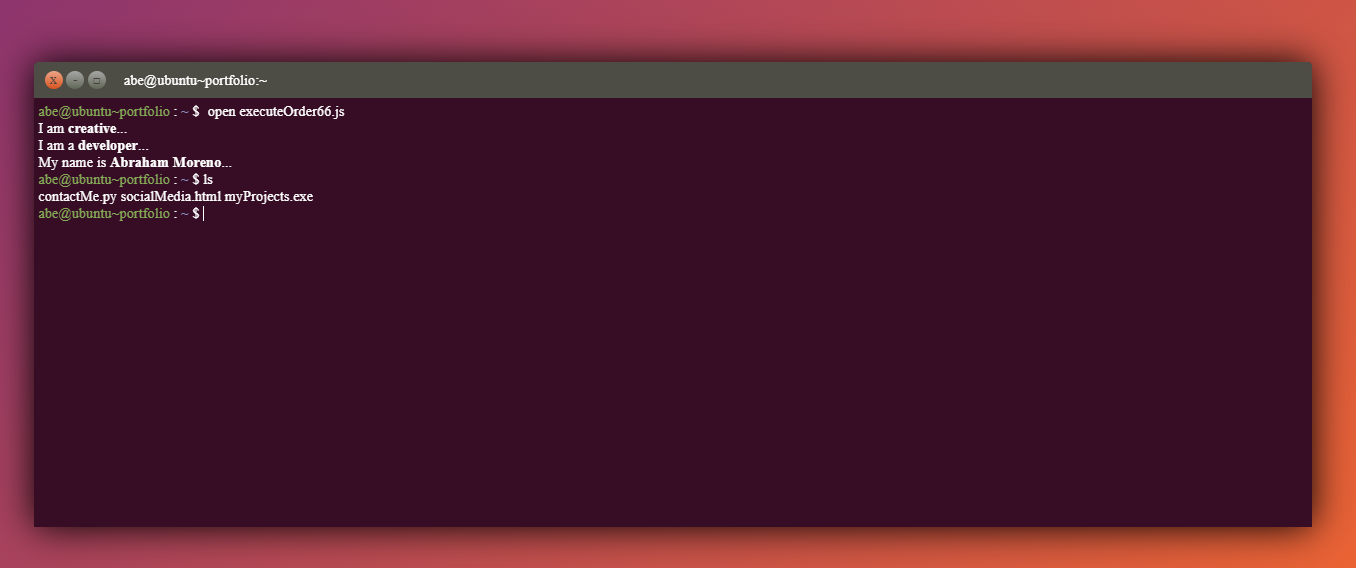 X - □ abe@ubuntu~portfolio:~
abe@ubuntu~portfolio : ~ $ open executeOrder66.js
I am creative...
I am a developer...
My name is Abraham Moreno...
abe@ubuntu~portfolio : ~ $ ls
contactMe.py socialMedia.html myProjects.exe
abe@ubuntu~portfolio : ~ $